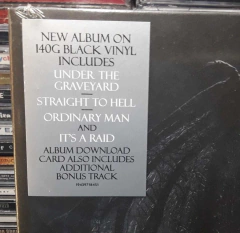 NEW ALBUM ON
140G BLACK VINYL
INCLUDES
UNDER THE
GRAVEYARD
STRAIGHT TO HELL
ORDINARY MAN
AND
IT'S A RAID
ALBUM DOWNLOAD
CARD ALSO INCLUDES
ADDITIONAL
BONUS TRACK